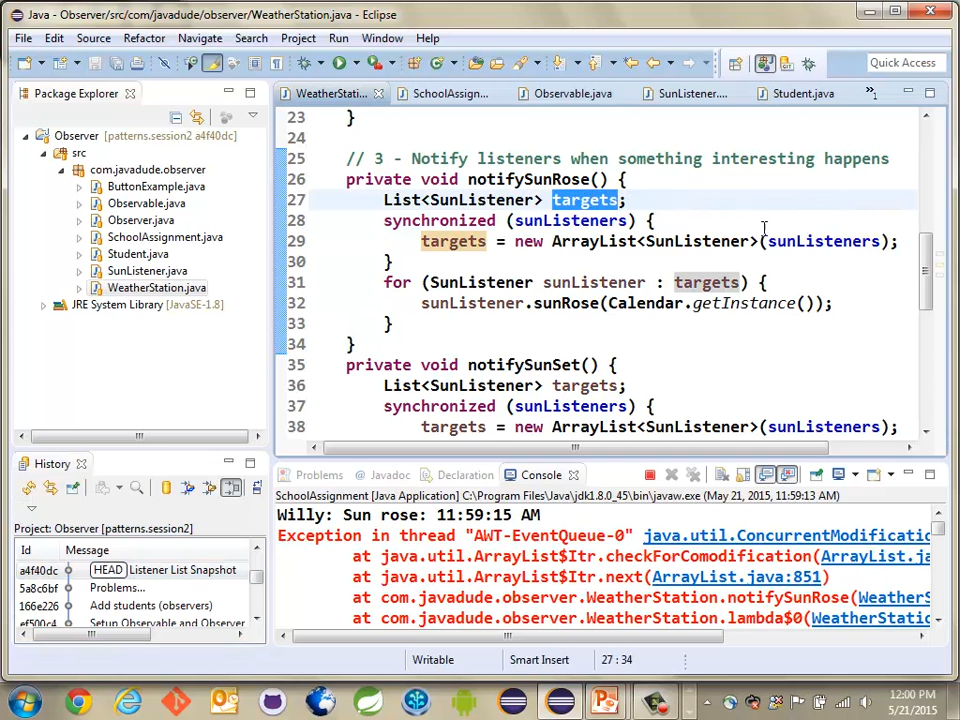 Java - Observer/src/com/javadude/observer/WeatherStation.java - Eclipse
File Edit Source Refactor Navigate Search Project Run Window Help
Quick Access
Package Explorer
WeatherStati... SchoolAssignm... Observable.java SunListener.... Student.java »1
Observer [patterns.session2 a4f40dc]
src
com.javadude.observer
ButtonExample.java
Observable.java
Observer.java
SchoolAssignment.java
Student.java
SunListener.java
WeatherStation.java
JRE System Library [JavaSE-1.8]
23 }
24
25 // 3 - Notify listeners when something interesting happens
26 private void notifySunRose() {
27 List<SunListener> targets;
28 synchronized (sunListeners) {
29 targets = new ArrayList<SunListener>(sunListeners);
30 }
31 for (SunListener sunListener : targets) {
32 sunListener.sunRose(Calendar.getInstance());
33 }
34 }
35 private void notifySunSet() {
36 List<SunListener> targets;
37 synchronized (sunListeners) {
38 targets = new ArrayList<SunListener>(sunListeners);
History
Project: Observer [patterns.session2]
Id Message
a4f40dc HEAD Listener List Snapshot
5a8c6bf Problems...
166e226 Add students (observers)
ef500c4 Setup Observable and Observer
Problems @ Javadoc Declaration Console
SchoolAssignment [Java Application] C:\Program Files\Java\jdk1.8.0_45\bin\javaw.exe (May 21, 2015, 11:59:13 AM)
Willy: Sun rose: 11:59:15 AM
Exception in thread "AWT-EventQueue-0" java.util.ConcurrentModificatio
at java.util.ArrayList$Itr.checkForComodification(ArrayList.ja
at java.util.ArrayList$Itr.next(ArrayList.java:851)
at com.javadude.observer.WeatherStation.notifySunRose(WeatherS
at com.javadude.observer.WeatherStation.lambda$0(WeatherStatio
Writable Smart Insert 27 : 34
12:00 PM
5/21/2015